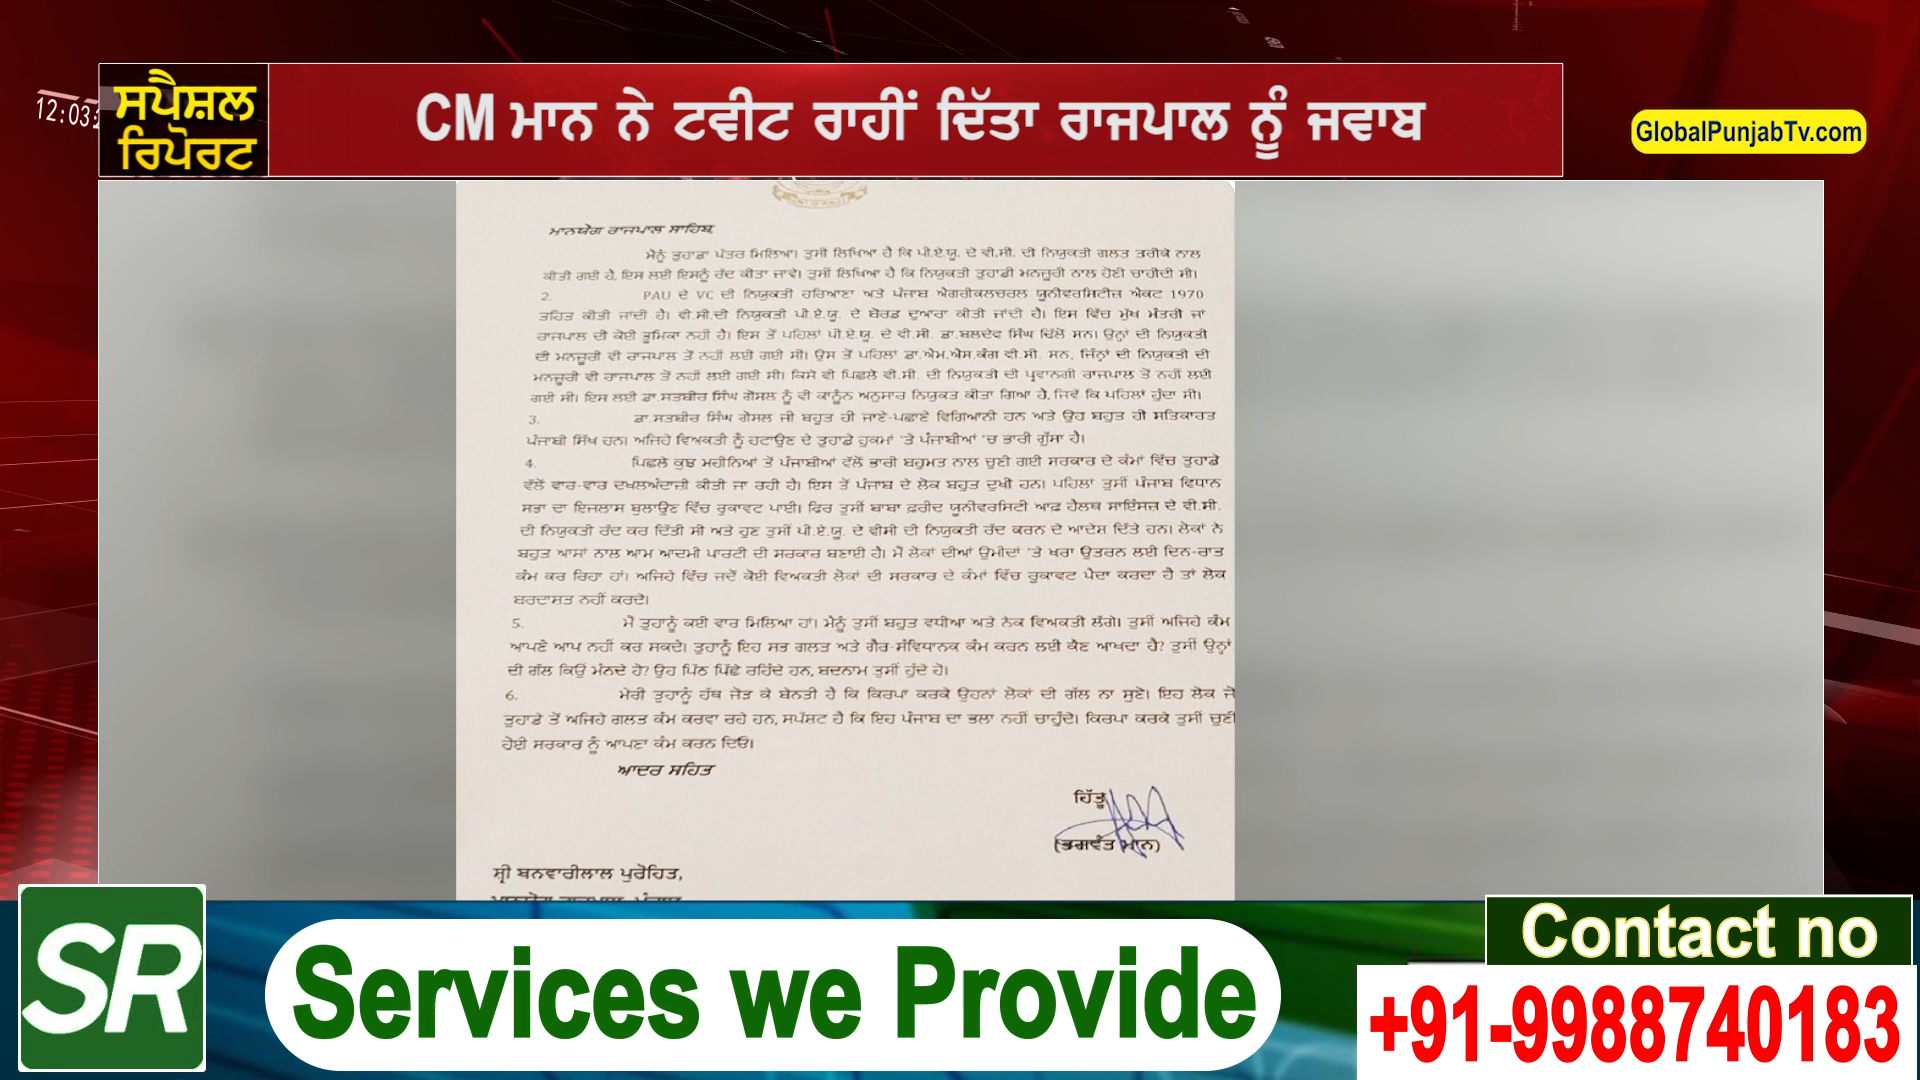 12:03
ਸਪੈਸ਼ਲ
ਰਿਪੋਰਟ
CM ਮਾਨ ਨੇ ਟਵੀਟ ਰਾਹੀਂ ਦਿੱਤਾ ਰਾਜਪਾਲ ਨੂੰ ਜਵਾਬ
GlobalPunjabTv.com
ਮਾਨਯੋਗ ਰਾਜਪਾਲ ਸਾਹਿਬ,
ਮੈਨੂੰ ਤੁਹਾਡਾ ਪੱਤਰ ਮਿਲਿਆ। ਤੁਸੀਂ ਲਿਖਿਆ ਹੈ ਕਿ ਪੀ.ਏ.ਯੂ. ਦੇ ਵੀ.ਸੀ. ਦੀ ਨਿਯੁਕਤੀ ਗਲਤ ਤਰੀਕੇ ਨਾਲ
ਕੀਤੀ ਗਈ ਹੈ, ਇਸ ਲਈ ਇਸਨੂੰ ਰੱਦ ਕੀਤਾ ਜਾਵੇ। ਤੁਸੀਂ ਲਿਖਿਆ ਹੈ ਕਿ ਨਿਯੁਕਤੀ ਤੁਹਾਡੀ ਮਨਜ਼ੂਰੀ ਨਾਲ ਹੋਣੀ ਚਾਹੀਦੀ ਸੀ।
2. PAU ਦੇ VC ਦੀ ਨਿਯੁਕਤੀ ਹਰਿਆਣਾ ਅਤੇ ਪੰਜਾਬ ਐਗਰੀਕਲਚਰਲ ਯੂਨੀਵਰਸਿਟੀਜ਼ ਐਕਟ 1970
ਤਹਿਤ ਕੀਤੀ ਜਾਂਦੀ ਹੈ। ਵੀ.ਸੀ.ਦੀ ਨਿਯੁਕਤੀ ਪੀ.ਏ.ਯੂ. ਦੇ ਬੋਰਡ ਦੁਆਰਾ ਕੀਤੀ ਜਾਂਦੀ ਹੈ। ਇਸ ਵਿੱਚ ਮੁੱਖ ਮੰਤਰੀ ਜਾਂ
ਰਾਜਪਾਲ ਦੀ ਕੋਈ ਭੂਮਿਕਾ ਨਹੀਂ ਹੈ। ਇਸ ਤੋਂ ਪਹਿਲਾਂ ਪੀ.ਏ.ਯੂ. ਦੇ ਵੀ.ਸੀ. ਡਾ.ਬਲਦੇਵ ਸਿੰਘ ਢਿੱਲੋਂ ਸਨ। ਉਨ੍ਹਾਂ ਦੀ ਨਿਯੁਕਤੀ
ਦੀ ਮਨਜ਼ੂਰੀ ਵੀ ਰਾਜਪਾਲ ਤੋਂ ਨਹੀਂ ਲਈ ਗਈ ਸੀ। ਉਸ ਤੋਂ ਪਹਿਲਾਂ ਡਾ.ਐਮ.ਐਸ.ਕੰਗ ਵੀ.ਸੀ. ਸਨ, ਜਿੰਨ੍ਹਾਂ ਦੀ ਨਿਯੁਕਤੀ ਦੀ
ਮਨਜ਼ੂਰੀ ਵੀ ਰਾਜਪਾਲ ਤੋਂ ਨਹੀਂ ਲਈ ਗਈ ਸੀ। ਕਿਸੇ ਵੀ ਪਿਛਲੇ ਵੀ.ਸੀ. ਦੀ ਨਿਯੁਕਤੀ ਦੀ ਪ੍ਰਵਾਨਗੀ ਰਾਜਪਾਲ ਤੋਂ ਨਹੀਂ ਲਈ
ਗਈ ਸੀ। ਇਸ ਲਈ ਡਾ.ਸਤਬੀਰ ਸਿੰਘ ਗੋਸਲ ਨੂੰ ਵੀ ਕਾਨੂੰਨ ਅਨੁਸਾਰ ਨਿਯੁਕਤ ਕੀਤਾ ਗਿਆ ਹੈ, ਜਿਵੇਂ ਕਿ ਪਹਿਲਾਂ ਹੁੰਦਾ ਸੀ।
3. ਡਾ.ਸਤਬੀਰ ਸਿੰਘ ਗੋਸਲ ਜੀ ਬਹੁਤ ਹੀ ਜਾਣੇ-ਪਛਾਣੇ ਵਿਗਿਆਨੀ ਹਨ ਅਤੇ ਉਹ ਬਹੁਤ ਹੀ ਸਤਿਕਾਰਤ
ਪੰਜਾਬੀ ਸਿੱਖ ਹਨ। ਅਜਿਹੇ ਵਿਅਕਤੀ ਨੂੰ ਹਟਾਉਣ ਦੇ ਤੁਹਾਡੇ ਹੁਕਮਾਂ 'ਤੇ ਪੰਜਾਬੀਆਂ 'ਚ ਭਾਰੀ ਗੁੱਸਾ ਹੈ।
4. ਪਿਛਲੇ ਕੁਝ ਮਹੀਨਿਆਂ ਤੋਂ ਪੰਜਾਬੀਆਂ ਵੱਲੋਂ ਭਾਰੀ ਬਹੁਮਤ ਨਾਲ ਚੁਣੀ ਗਈ ਸਰਕਾਰ ਦੇ ਕੰਮਾਂ ਵਿੱਚ ਤੁਹਾਡੇ
ਵੱਲੋਂ ਵਾਰ-ਵਾਰ ਦਖਲਅੰਦਾਜ਼ੀ ਕੀਤੀ ਜਾ ਰਹੀ ਹੈ। ਇਸ ਤੋਂ ਪੰਜਾਬ ਦੇ ਲੋਕ ਬਹੁਤ ਦੁਖੀ ਹਨ। ਪਹਿਲਾਂ ਤੁਸੀਂ ਪੰਜਾਬ ਵਿਧਾਨ
ਸਭਾ ਦਾ ਇਜਲਾਸ ਬੁਲਾਉਣ ਵਿੱਚ ਰੁਕਾਵਟ ਪਾਈ। ਫਿਰ ਤੁਸੀਂ ਬਾਬਾ ਫ਼ਰੀਦ ਯੂਨੀਵਰਸਿਟੀ ਆਫ਼ ਹੈਲਥ ਸਾਇੰਸਜ਼ ਦੇ ਵੀ.ਸੀ.
ਦੀ ਨਿਯੁਕਤੀ ਰੱਦ ਕਰ ਦਿੱਤੀ ਸੀ ਅਤੇ ਹੁਣ ਤੁਸੀਂ ਪੀ.ਏ.ਯੂ. ਦੇ ਵੀਸੀ ਦੀ ਨਿਯੁਕਤੀ ਰੱਦ ਕਰਨ ਦੇ ਆਦੇਸ਼ ਦਿੱਤੇ ਹਨ। ਲੋਕਾਂ ਨੇ
ਬਹੁਤ ਆਸਾਂ ਨਾਲ ਆਮ ਆਦਮੀ ਪਾਰਟੀ ਦੀ ਸਰਕਾਰ ਬਣਾਈ ਹੈ। ਮੈਂ ਲੋਕਾਂ ਦੀਆਂ ਉਮੀਦਾਂ 'ਤੇ ਖਰਾ ਉਤਰਨ ਲਈ ਦਿਨ-ਰਾਤ
ਕੰਮ ਕਰ ਰਿਹਾ ਹਾਂ। ਅਜਿਹੇ ਵਿੱਚ ਜਦੋਂ ਕੋਈ ਵਿਅਕਤੀ ਲੋਕਾਂ ਦੀ ਸਰਕਾਰ ਦੇ ਕੰਮਾਂ ਵਿੱਚ ਰੁਕਾਵਟ ਪੈਦਾ ਕਰਦਾ ਹੈ ਤਾਂ ਲੋਕ
ਬਰਦਾਸ਼ਤ ਨਹੀਂ ਕਰਦੇ।
5. ਮੈਂ ਤੁਹਾਨੂੰ ਕਈ ਵਾਰ ਮਿਲਿਆ ਹਾਂ। ਮੈਨੂੰ ਤੁਸੀਂ ਬਹੁਤ ਵਧੀਆ ਅਤੇ ਨੇਕ ਵਿਅਕਤੀ ਲੱਗੇ। ਤੁਸੀਂ ਅਜਿਹੇ ਕੰਮ
ਆਪਣੇ ਆਪ ਨਹੀਂ ਕਰ ਸਕਦੇ। ਤੁਹਾਨੂੰ ਇਹ ਸਭ ਗਲਤ ਅਤੇ ਗੈਰ-ਸੰਵਿਧਾਨਕ ਕੰਮ ਕਰਨ ਲਈ ਕੌਣ ਆਖਦਾ ਹੈ? ਤੁਸੀਂ ਉਨ੍ਹਾਂ
ਦੀ ਗੱਲ ਕਿਉਂ ਮੰਨਦੇ ਹੋ? ਉਹ ਪਿੱਠ ਪਿੱਛੇ ਰਹਿੰਦੇ ਹਨ, ਬਦਨਾਮ ਤੁਸੀਂ ਹੁੰਦੇ ਹੋ।
6. ਮੇਰੀ ਤੁਹਾਨੂੰ ਹੱਥ ਜੋੜ ਕੇ ਬੇਨਤੀ ਹੈ ਕਿ ਕਿਰਪਾ ਕਰਕੇ ਉਹਨਾਂ ਲੋਕਾਂ ਦੀ ਗੱਲ ਨਾ ਸੁਣੋ। ਇਹ ਲੋਕ ਜੋ
ਤੁਹਾਡੇ ਤੋਂ ਅਜਿਹੇ ਗਲਤ ਕੰਮ ਕਰਵਾ ਰਹੇ ਹਨ, ਸਪੱਸ਼ਟ ਹੈ ਕਿ ਇਹ ਪੰਜਾਬ ਦਾ ਭਲਾ ਨਹੀਂ ਚਾਹੁੰਦੇ। ਕਿਰਪਾ ਕਰਕੇ ਤੁਸੀਂ ਚੁਣੀ
ਹੋਈ ਸਰਕਾਰ ਨੂੰ ਆਪਣਾ ਕੰਮ ਕਰਨ ਦਿਓ।
ਆਦਰ ਸਹਿਤ
ਹਿੱਤੂ
(ਭਗਵੰਤ ਮਾਨ)
ਸ਼੍ਰੀ ਬਨਵਾਰੀਲਾਲ ਪੁਰੋਹਿਤ,
SR
Services we Provide
Contact no
+91-9988740183